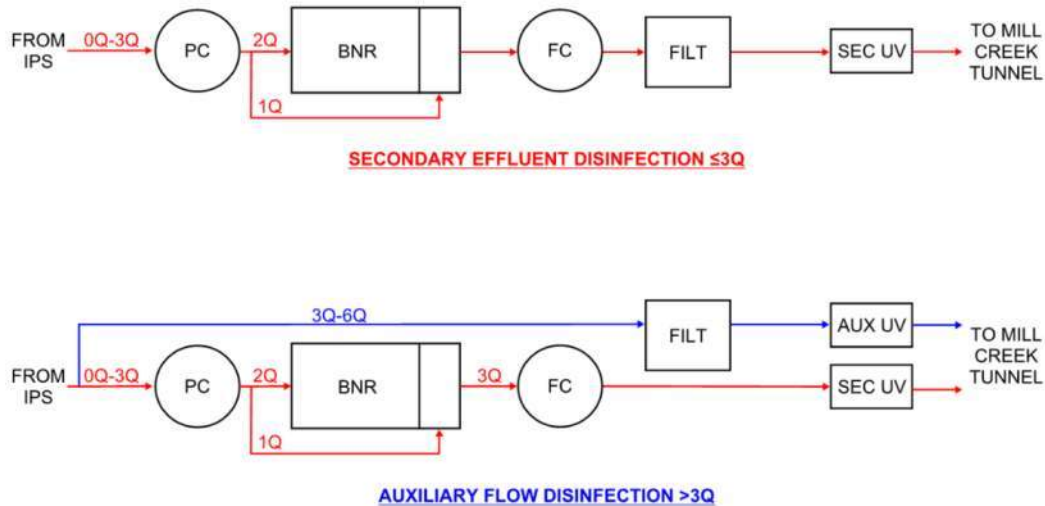 FROM
IPS
0Q-3Q
PC
2Q
1Q
BNR
FC
FILT
SEC UV
TO MILL
CREEK
TUNNEL
SECONDARY EFFLUENT DISINFECTION ≤3Q
3Q-6Q
FILT
AUX UV
TO MILL
CREEK
TUNNEL
FROM
IPS
0Q-3Q
PC
2Q
1Q
BNR
3Q
FC
SEC UV
AUXILIARY FLOW DISINFECTION >3Q